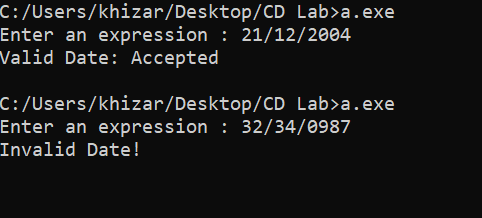 C:/Users/khizar/Desktop/CD Lab>a.exe
Enter an expression : 21/12/2004
Valid Date: Accepted
C:/Users/khizar/Desktop/CD Lab>a.exe
Enter an expression : 32/34/0987
Invalid Date!